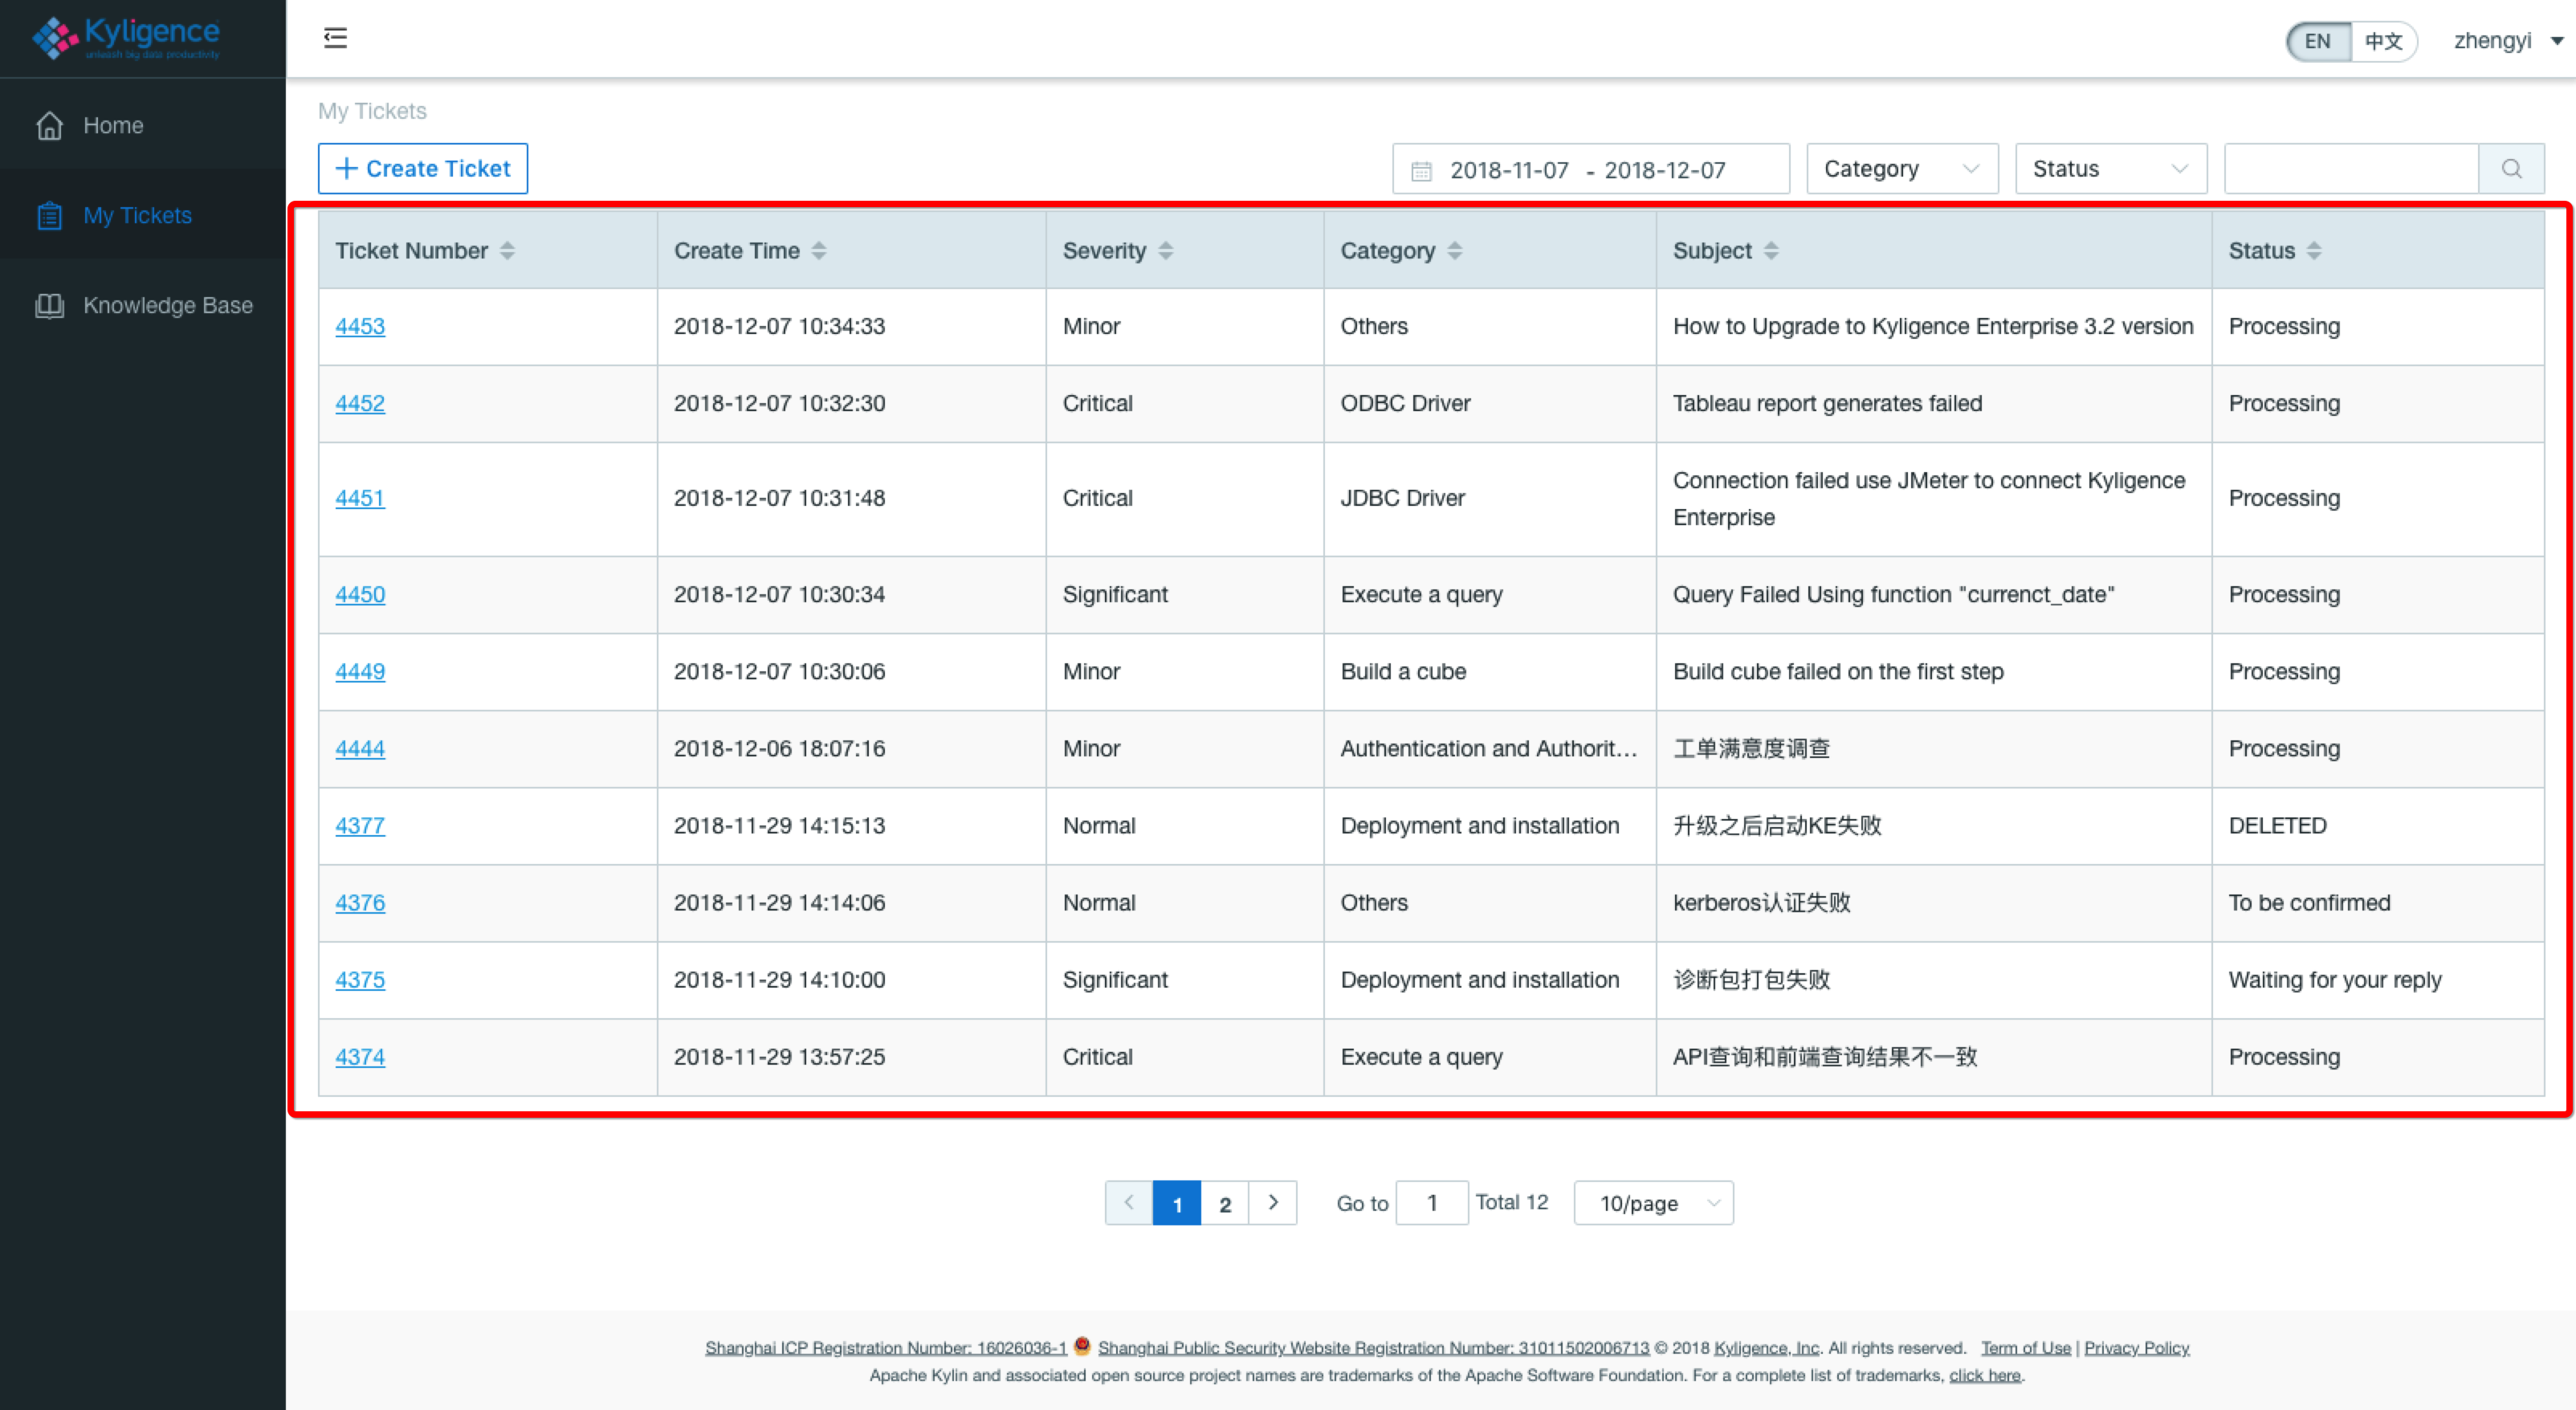 Kyligence
unleash big data productivity
EN 中文 zhengyi
Home
My Tickets
Knowledge Base
My Tickets
+ Create Ticket
2018-11-07 - 2018-12-07 Category Status
Ticket Number Create Time Severity Category Subject Status
4453 2018-12-07 10:34:33 Minor Others How to Upgrade to Kyligence Enterprise 3.2 version Processing
4452 2018-12-07 10:32:30 Critical ODBC Driver Tableau report generates failed Processing
4451 2018-12-07 10:31:48 Critical JDBC Driver Connection failed use JMeter to connect Kyligence
Enterprise Processing
4450 2018-12-07 10:30:34 Significant Execute a query Query Failed Using function "currenct_date" Processing
4449 2018-12-07 10:30:06 Minor Build a cube Build cube failed on the first step Processing
4444 2018-12-06 18:07:16 Minor Authentication and Authorit... 工单满意度调查 Processing
4377 2018-11-29 14:15:13 Normal Deployment and installation 升级之后启动KE失败 DELETED
4376 2018-11-29 14:14:06 Normal Others kerberos认证失败 To be confirmed
4375 2018-11-29 14:10:00 Significant Deployment and installation 诊断包打包失败 Waiting for your reply
4374 2018-11-29 13:57:25 Critical Execute a query API查询和前端查询结果不一致 Processing
1 2 Go to 1 Total 12 10/page
Shanghai ICP Registration Number: 16026036-1 Shanghai Public Security Website Registration Number: 31011502006713 © 2018 Kyligence, Inc. All rights reserved. Term of Use | Privacy Policy
Apache Kylin and associated open source project names are trademarks of the Apache Software Foundation. For a complete list of trademarks, click here.